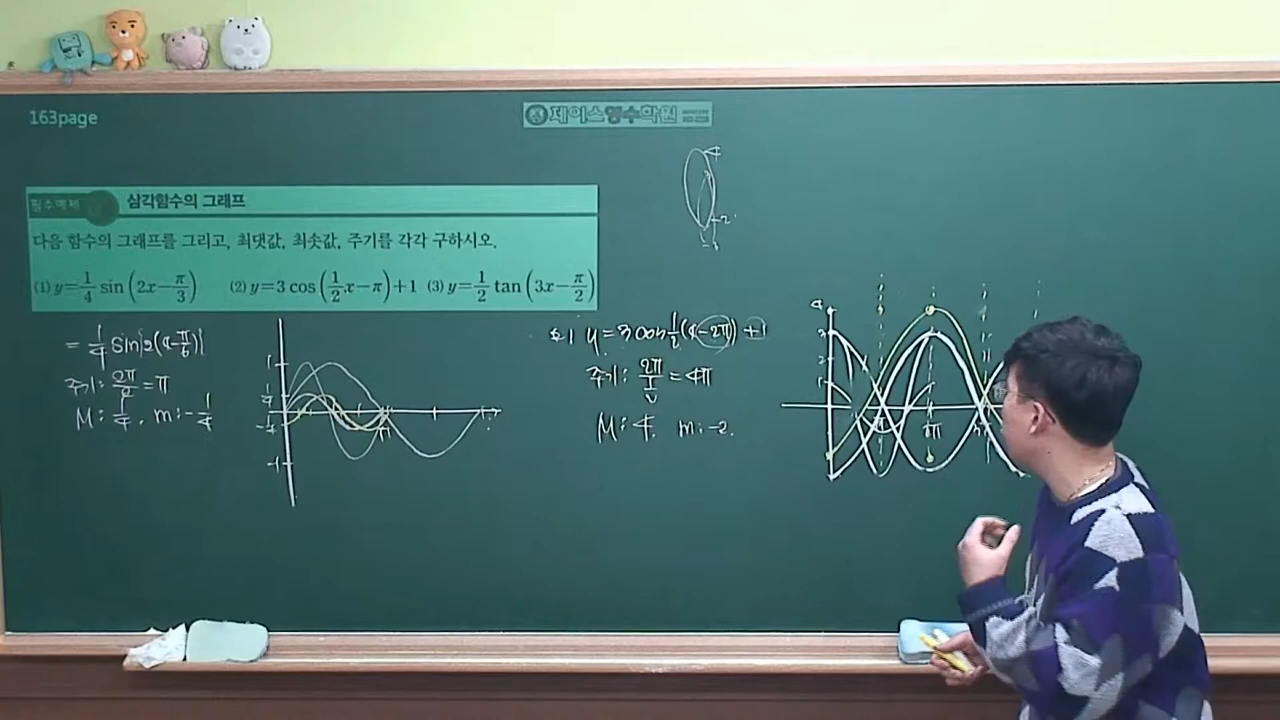 163page
제이스영수학원
필수예제
삼각함수의 그래프
다음 함수의 그래프를 그리고, 최댓값, 최솟값, 주기를 각각 구하시오.
(1) y=1/4 sin(2x-π/3) (2) y=3cos(1/2x-π)+1 (3) y=1/2 tan(3x-π/2)
= 1/4 sin2(x-π/6)
주기: 2π/2 = π
M: 1/4, m: -1/4
y = 3cos1/2(x-2π)+1
주기: 2π/1/2 = 4π
M: 4, m: -2.